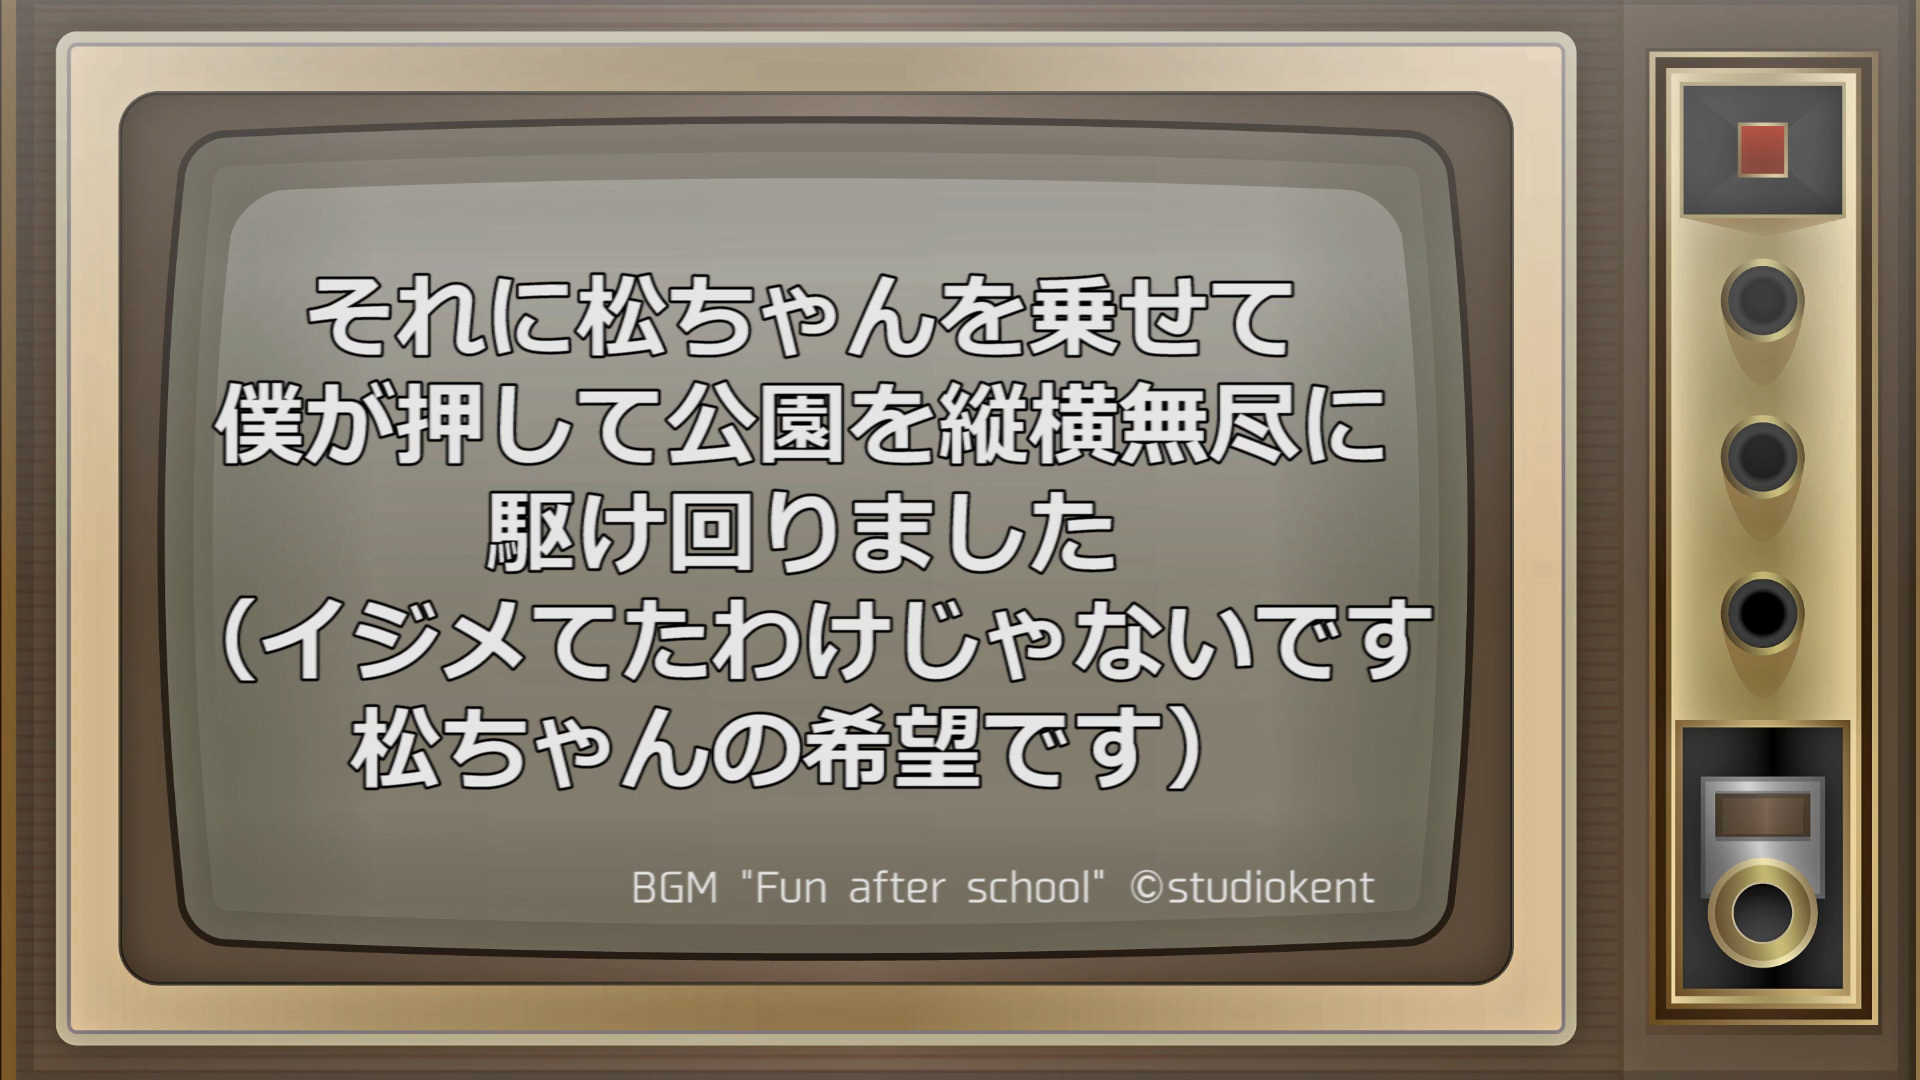 それに松ちゃんを乗せて
僕が押して公園を縦横無尽に
駆け回りました
（イジメてたわけじゃないです
松ちゃんの希望です）
BGM "Fun after school" ©studiokent